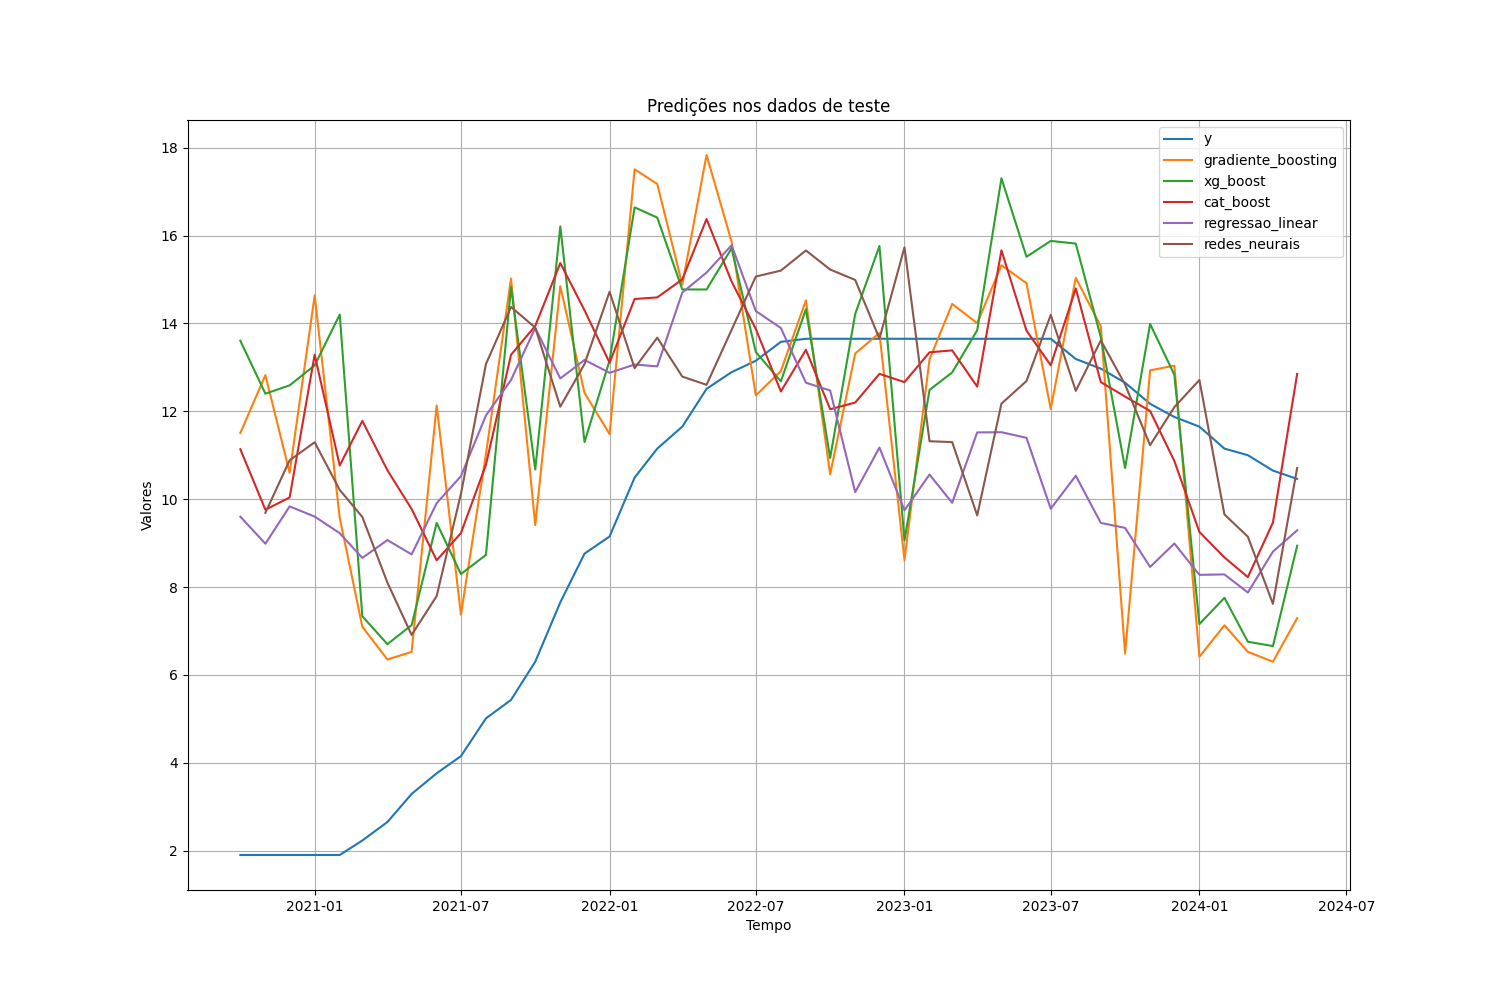 Predições nos dados de teste
y
gradiente_boosting
xg_boost
cat_boost
regressao_linear
redes_neurais
Valores
18
16
14
12
10
8
6
4
2
2021-01
2021-07
2022-01
2022-07
2023-01
2023-07
2024-01
2024-07
Tempo